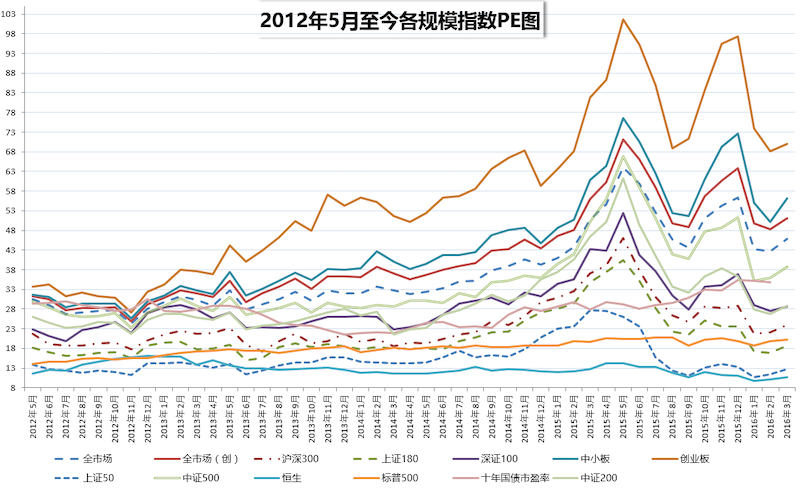 2012年5月至今各规模指数PE图
103
98
93
88
83
78
73
68
63
58
53
48
43
38
33
28
23
18
13
8
2012年5月
2012年6月
2012年7月
2012年8月
2012年9月
2012年10月
2012年11月
2012年12月
2013年1月
2013年2月
2013年3月
2013年4月
2013年5月
2013年6月
2013年7月
2013年8月
2013年9月
2013年10月
2013年11月
2013年12月
2014年1月
2014年2月
2014年3月
2014年4月
2014年5月
2014年6月
2014年7月
2014年8月
2014年9月
2014年10月
2014年11月
2014年12月
2015年1月
2015年2月
2015年3月
2015年4月
2015年5月
2015年6月
2015年7月
2015年8月
2015年9月
2015年10月
2015年11月
2015年12月
2016年1月
2016年2月
2016年3月
全市场 全市场（创） 沪深300 上证180 深证100 中小板 创业板
上证50 中证500 恒生 标普500 十年国债市盈率 中证200